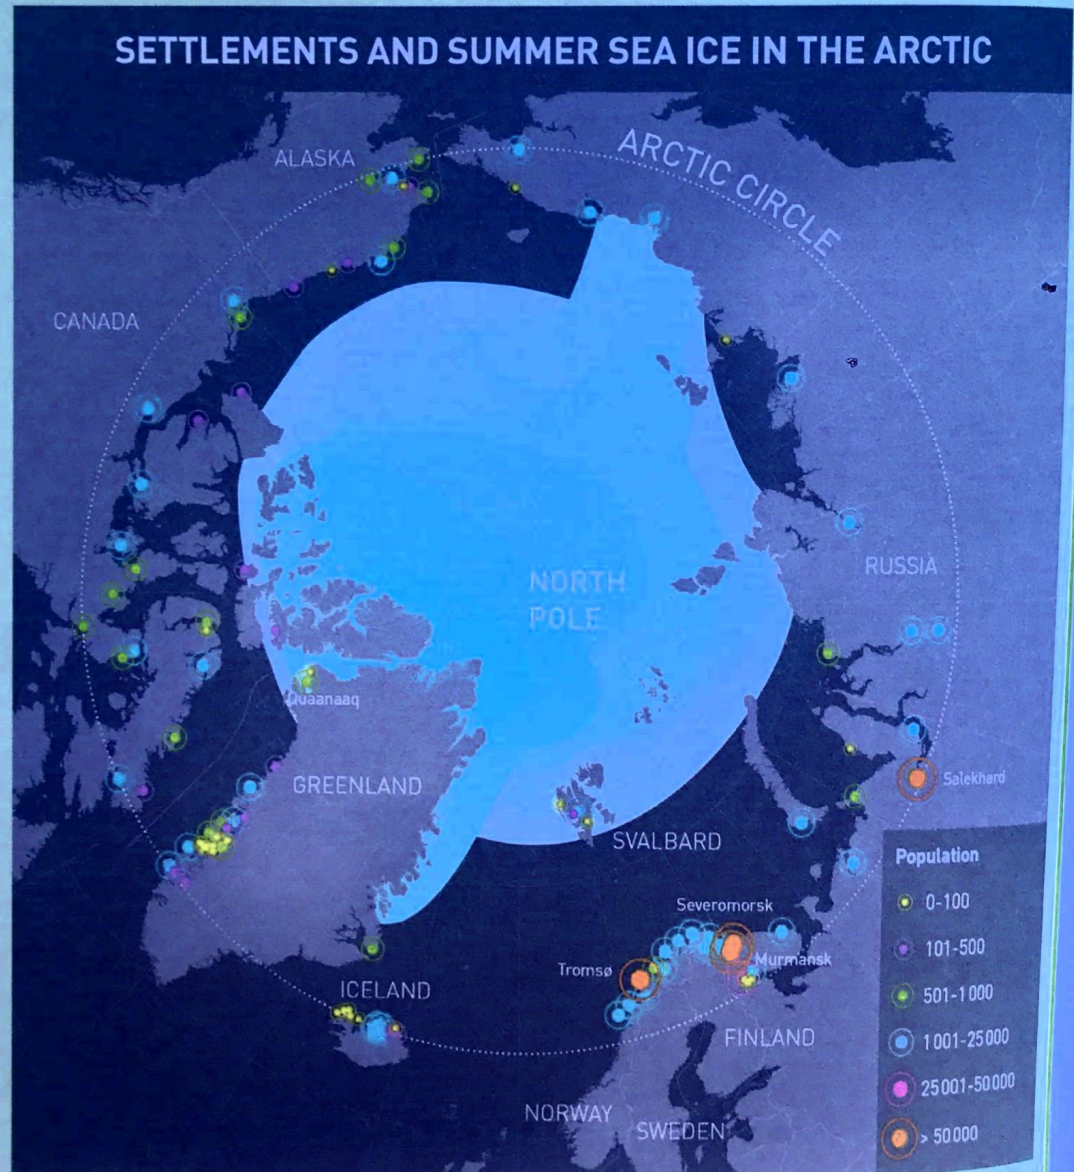 SETTLEMENTS AND SUMMER SEA ICE IN THE ARCTIC
ALASKA
ARCTIC CIRCLE
CANADA
RUSSIA
NORTH
POLE
Quaanaaq
GREENLAND
Salekhard
SVALBARD
Severomorsk
Murmansk
Tromsø
ICELAND
FINLAND
NORWAY
SWEDEN
Population
0-100
101-500
501-1000
1001-25000
25001-50000
> 50000